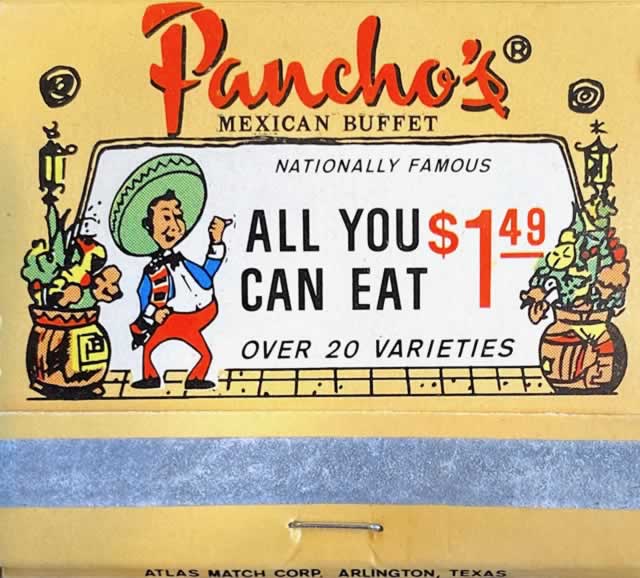 Pancho's®
MEXICAN BUFFET
NATIONALLY FAMOUS
ALL YOU $1.49
CAN EAT
OVER 20 VARIETIES
ATLAS MATCH CORP. ARLINGTON, TEXAS